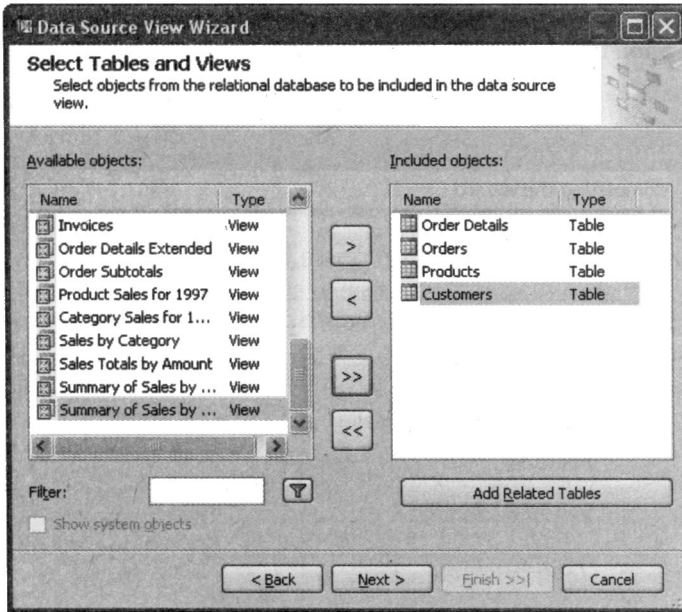 Data Source View Wizard
Select Tables and Views
Select objects from the relational database to be included in the data source
view.
Available objects:
Included objects:
Name Type
Invoices View
Order Details Extended View
Order Subtotals View
Product Sales for 1997 View
Category Sales for 1... View
Sales by Category View
Sales Totals by Amount View
Summary of Sales by ... View
Summary of Sales by ... View
>
<
>>
<<
Name Type
Order Details Table
Orders Table
Products Table
Customers Table
Filter:
Add Related Tables
Show system objects
< Back
Next >
Finish >>|
Cancel